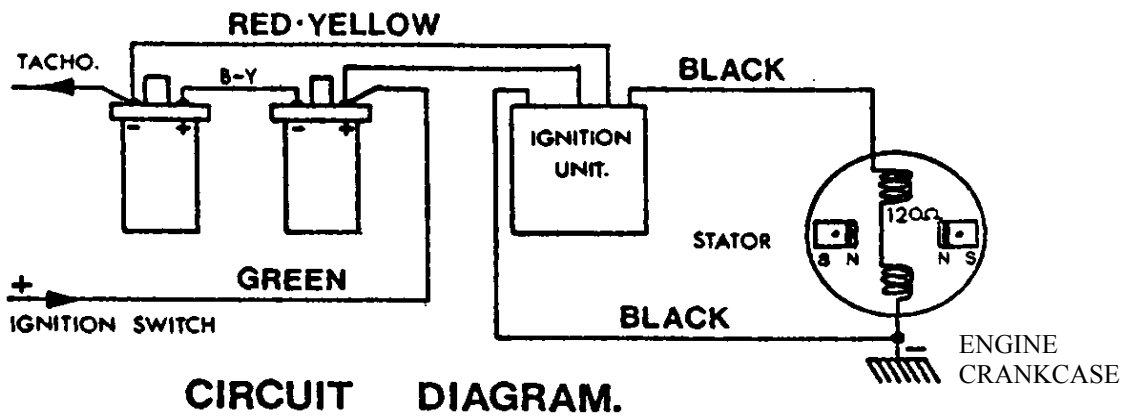 RED·YELLOW
TACHO.
B-Y
BLACK
- +
- +
IGNITION
UNIT.
120Ω
STATOR
S N
N S
GREEN
+
IGNITION SWITCH
BLACK
-
ENGINE
CRANKCASE
CIRCUIT DIAGRAM.